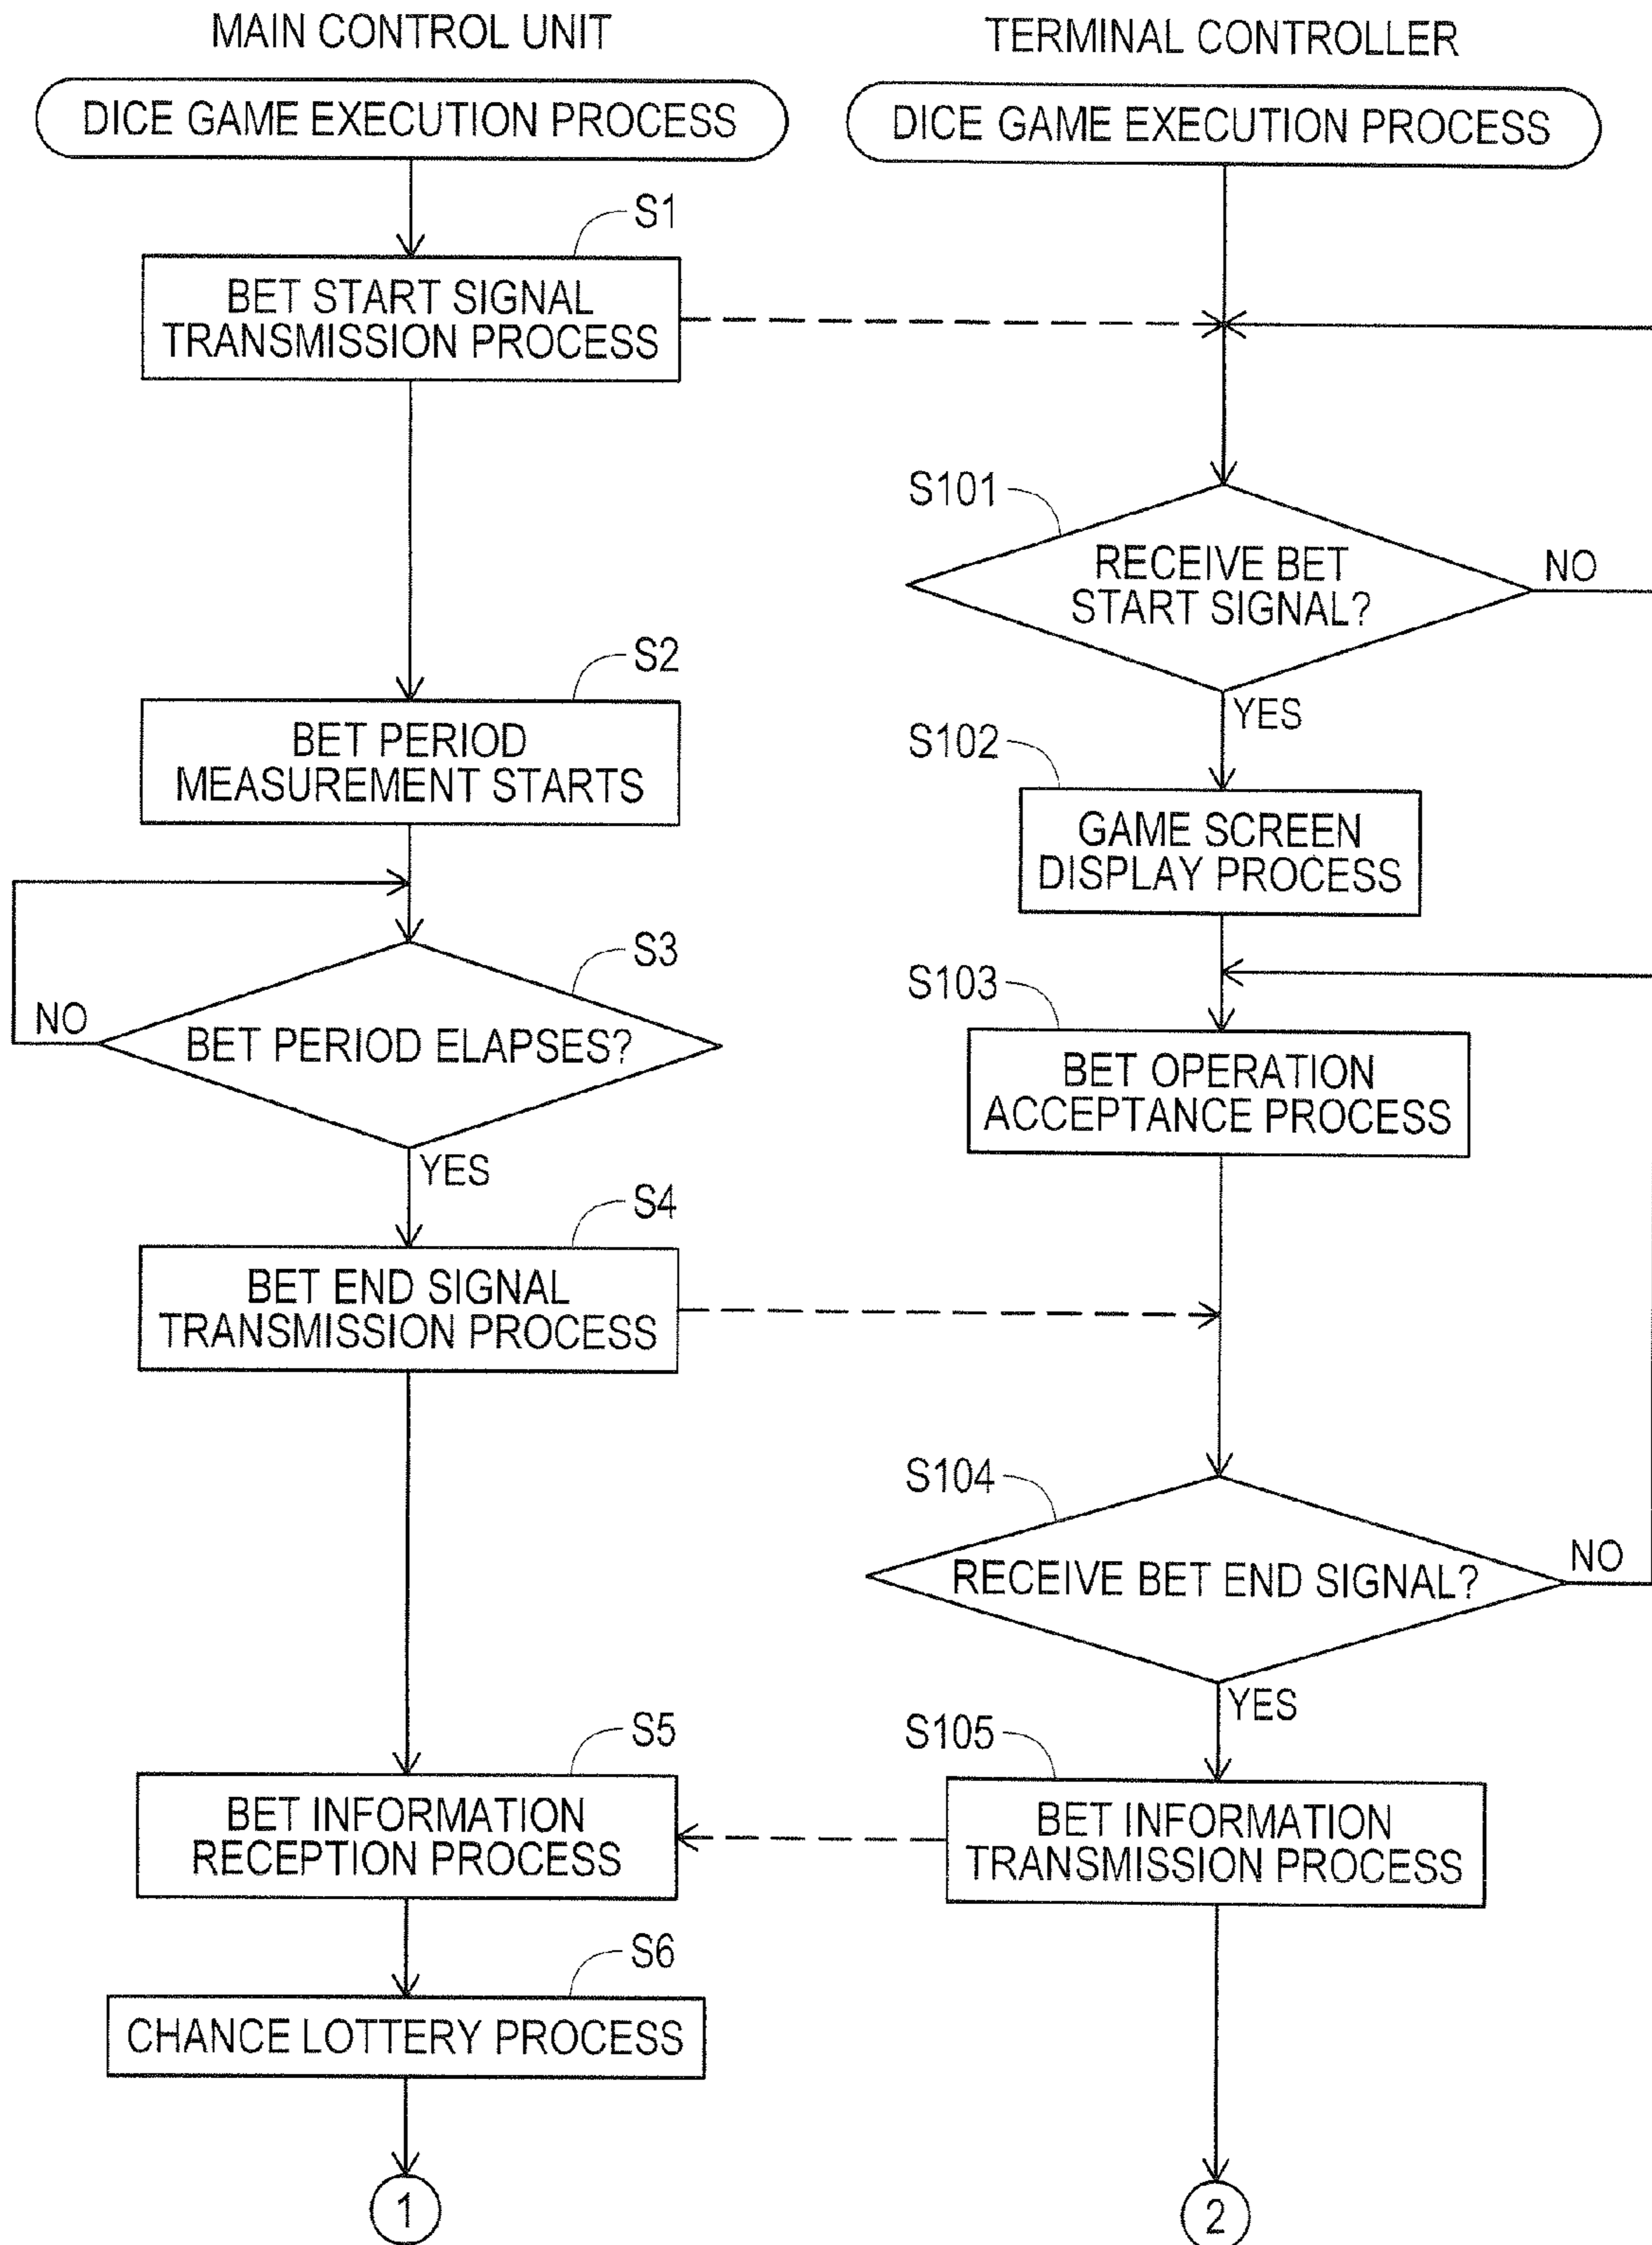 MAIN CONTROL UNIT
DICE GAME EXECUTION PROCESS
S1
BET START SIGNAL
TRANSMISSION PROCESS
S2
BET PERIOD
MEASUREMENT STARTS
S3
NO
BET PERIOD ELAPSES?
YES
S4
BET END SIGNAL
TRANSMISSION PROCESS
S5
BET INFORMATION
RECEPTION PROCESS
S6
CHANCE LOTTERY PROCESS
1
TERMINAL CONTROLLER
DICE GAME EXECUTION PROCESS
S101
RECEIVE BET
START SIGNAL?
NO
YES
S102
GAME SCREEN
DISPLAY PROCESS
S103
BET OPERATION
ACCEPTANCE PROCESS
S104
RECEIVE BET END SIGNAL?
NO
YES
S105
BET INFORMATION
TRANSMISSION PROCESS
2